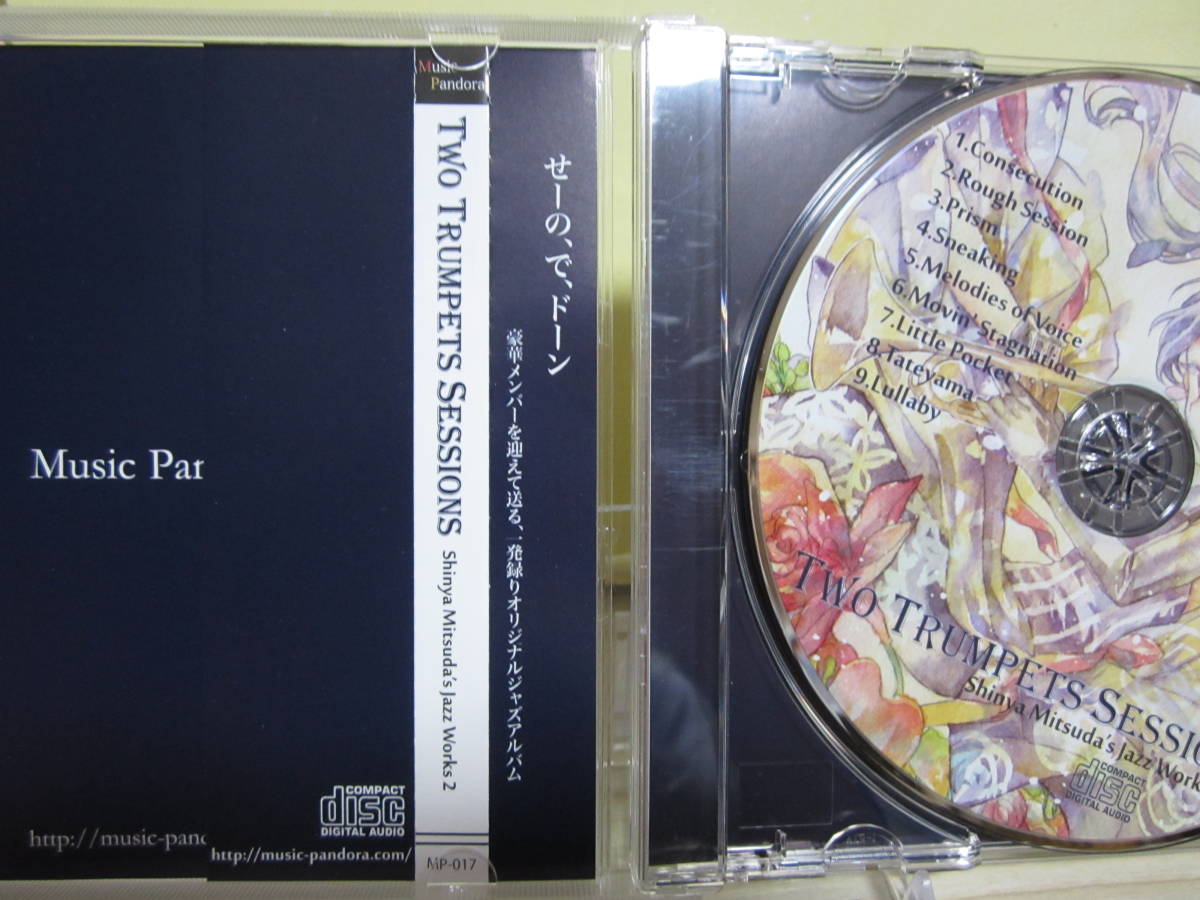 Music Par
http://music-panc
COMPACT
disc
DIGITAL AUDIO
http://music-pandora.com/
Music
Pandora
TWO TRUMPETS SESSIONS
Shinya Mitsuda's Jazz Works 2
MP-017
せーの、で、ドーン
豪華メンバーを迎えて送る、一発録りオリジナルジャズアルバム
1.Consecution
2.Rough Session
3.Prism
4.Sneaking
5.Melodies of Voice
6.Movin' Stagnation
7.Little Pocket
8.Tateyama
9.Lullaby
TWO TRUMPETS SESSIO
Shinya Mitsuda's Jazz Work
COMPACT
disc
DIGITAL AUDIO